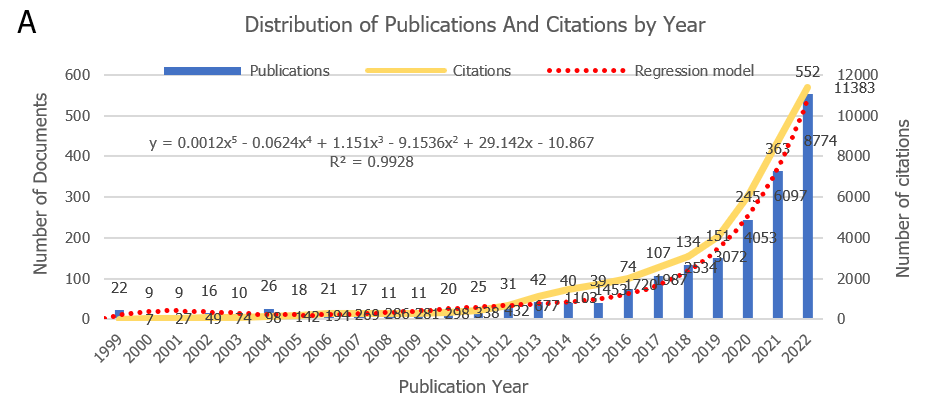 A
Distribution of Publications And Citations by Year
Publications Citations Regression model
y = 0.0012x⁵ - 0.0624x⁴ + 1.151x³ - 9.1536x² + 29.142x - 10.867
R² = 0.9928
Number of Documents
600
500
400
300
200
100
0
22 9 9 16 10 26 18 21 17 11 11 20 25 31 42 40 39 74 107 134 151 245 363 552
7 27 49 74 98 142 194 269 286 281 298 338 432 677 1102 1453 1720 1987 2534 3072 4053 6097 8774 11383
12000
10000
8000
6000
4000
2000
0
Number of citations
1999 2000 2001 2002 2003 2004 2005 2006 2007 2008 2009 2010 2011 2012 2013 2014 2015 2016 2017 2018 2019 2020 2021 2022
Publication Year